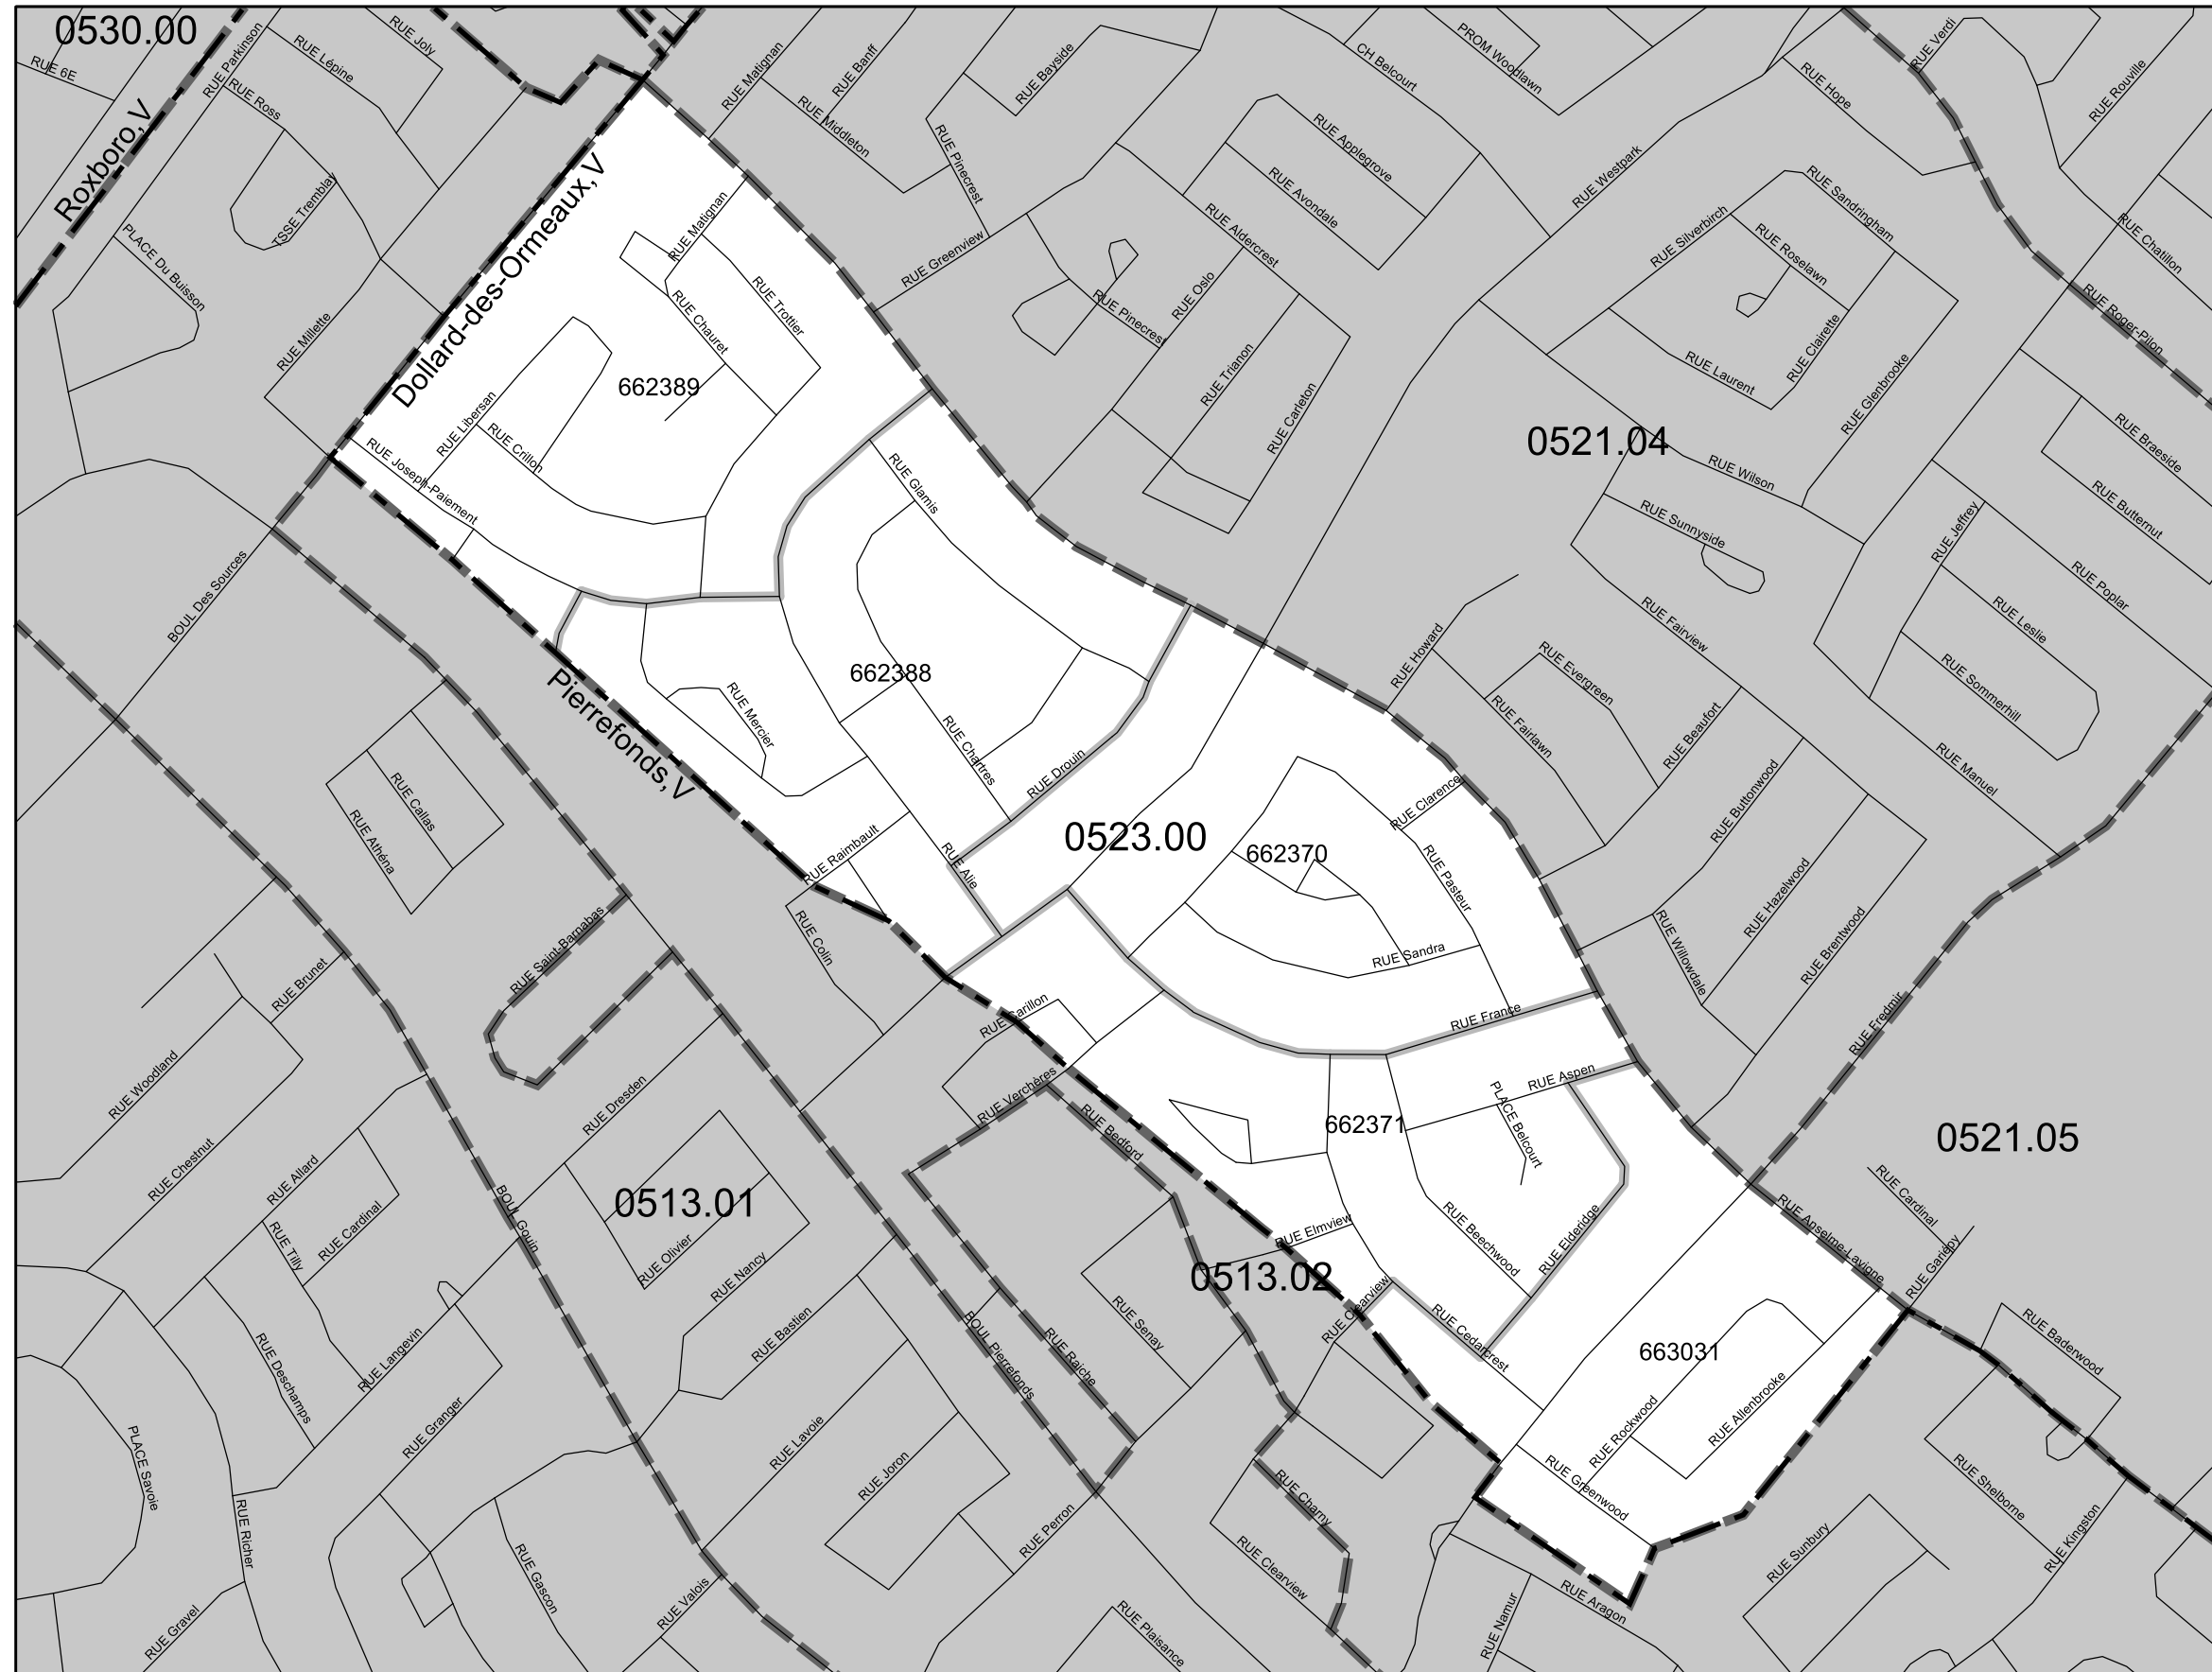 0530.00
RUE 6E
RUE Parkinson
RUE Lépine
RUE Joly
RUE Ross
Roxboro,V
TSSE Tremblay
PLACE Du Buisson
RUE Millette
Dollard-des-Ormeaux,V
RUE Matignan
RUE Banff
RUE Middleton
RUE Bayside
RUE Pinecrest
RUE Greenview
CH Belcourt
PROM Woodlawn
RUE Applegrove
RUE Avondale
RUE Westpark
RUE Hope
RUE Verdi
RUE Rouville
RUE Sandringham
RUE Silverbirch
RUE Roselawn
RUE Chatillon
RUE Roger-Pilon
RUE Aldercrest
RUE Oslo
RUE Pinecrest
RUE Trianon
RUE Carleton
RUE Laurent
RUE Clairette
RUE Glenbrooke
RUE Matignan
RUE Trottier
RUE Chauret
662389
RUE Libersan
RUE Crillon
RUE Joseph-Paiement
0521.04
RUE Wilson
RUE Braeside
RUE Butternut
RUE Sunnyside
RUE Jeffrey
RUE Poplar
RUE Leslie
RUE Sommerhill
RUE Fairview
RUE Manuel
RUE Glamis
BOUL Des Sources
662388
RUE Mercier
Pierrefonds,V
RUE Chartres
RUE Drouin
RUE Howard
RUE Evergreen
RUE Fairlawn
RUE Beaufort
RUE Buttonwood
RUE Hazelwood
RUE Brentwood
RUE Willowdale
RUE Fredmir
RUE Callas
RUE Athéna
RUE Raimbault
RUE Alie
RUE Colin
0523.00
662370
RUE Clarence
RUE Pasteur
RUE Sandra
RUE France
RUE Saint-Barnabas
RUE Brunet
RUE Woodland
RUE Chestnut
RUE Carillon
RUE Verchères
RUE Bedford
RUE Dresden
RUE Aspen
PLACE Belcourt
662371
0521.05
RUE Cardinal
RUE Anselme-Lavigne
RUE Gariépy
RUE Allard
RUE Cardinal
RUE Tilly
BOUL Gouin
0513.01
RUE Olivier
RUE Nancy
RUE Elmview
0513.02
RUE Beechwood
RUE Elderidge
RUE Clearview
RUE Cedarcrest
663031
RUE Rockwood
RUE Allenbrooke
RUE Greenwood
RUE Baderwood
RUE Shelborne
RUE Kingston
RUE Sunbury
RUE Deschamps
RUE Langevin
RUE Bastien
BOUL Pierrefonds
RUE Raiche
RUE Senay
RUE Granger
RUE Lavoie
RUE Joron
RUE Perron
RUE Charny
RUE Clearview
PLACE Savoie
RUE Richer
RUE Gravel
RUE Gascon
RUE Valois
RUE Plaisance
RUE Namur
RUE Aragon